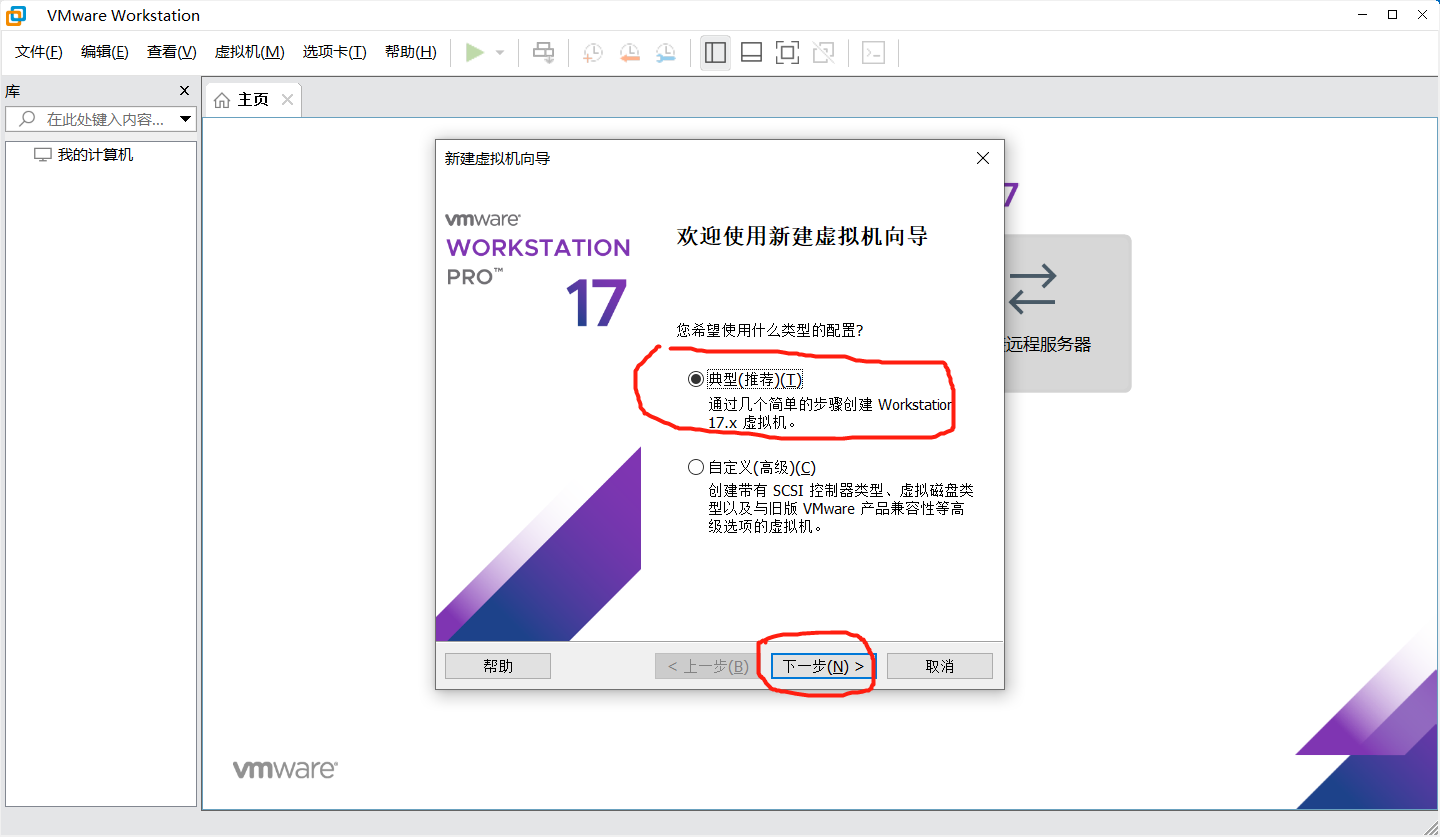 VMware Workstation
文件(F) 编辑(E) 查看(V) 虚拟机(M) 选项卡(T) 帮助(H)
库
主页
在此处键入内容...
我的计算机
新建虚拟机向导
vmware
WORKSTATION
PRO™
17
欢迎使用新建虚拟机向导
您希望使用什么类型的配置?
典型(推荐)(T)
通过几个简单的步骤创建 Workstation
17.x 虚拟机。
自定义(高级)(C)
创建带有 SCSI 控制器类型、虚拟磁盘类
型以及与旧版 VMware 产品兼容性等高
级选项的虚拟机。
帮助
< 上一步(B)
下一步(N) >
取消
7
远程服务器
vmware